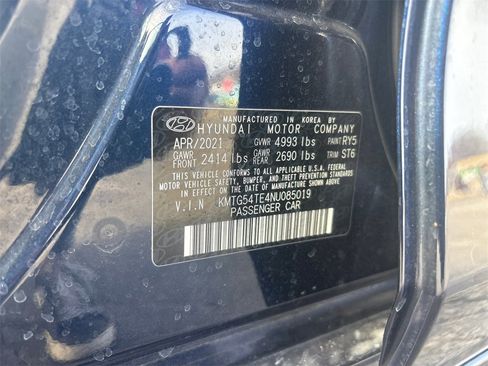 MANUFACTURED IN KOREA BY
HYUNDAI MOTOR COMPANY
APR/2021 GVWR 4993 lbs PAINT RY5
GAWR FRONT 2414 lbs GAWR REAR 2690 lbs TRIM ST6
THIS VEHICLE CONFORMS TO ALL APPLICABLE U.S.A. FEDERAL
MOTOR VEHICLE SAFETY, BUMPER, AND THEFT PREVENTION STANDARDS
IN EFFECT ON THE DATE OF MANUFACTURE SHOWN ABOVE.
V.I.N KMTG54TE4NU085019
PASSENGER CAR